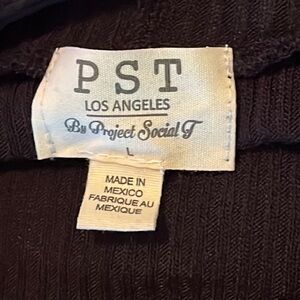 PST
LOS ANGELES
By Project Social T
L
MADE IN
MEXICO
FABRIQUE AU
MEXIQUE